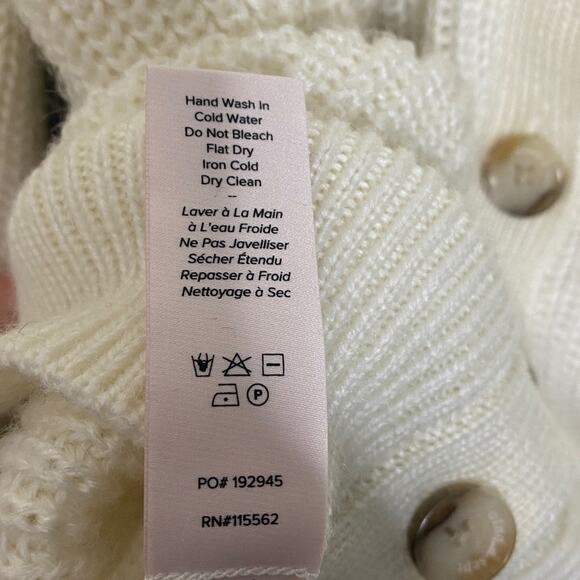 Hand Wash In
Cold Water
Do Not Bleach
Flat Dry
Iron Cold
Dry Clean
--
Laver à La Main
à L'eau Froide
Ne Pas Javelliser
Sécher Étendu
Repasser à Froid
Nettoyage à Sec
P
PO# 192945
RN#115562